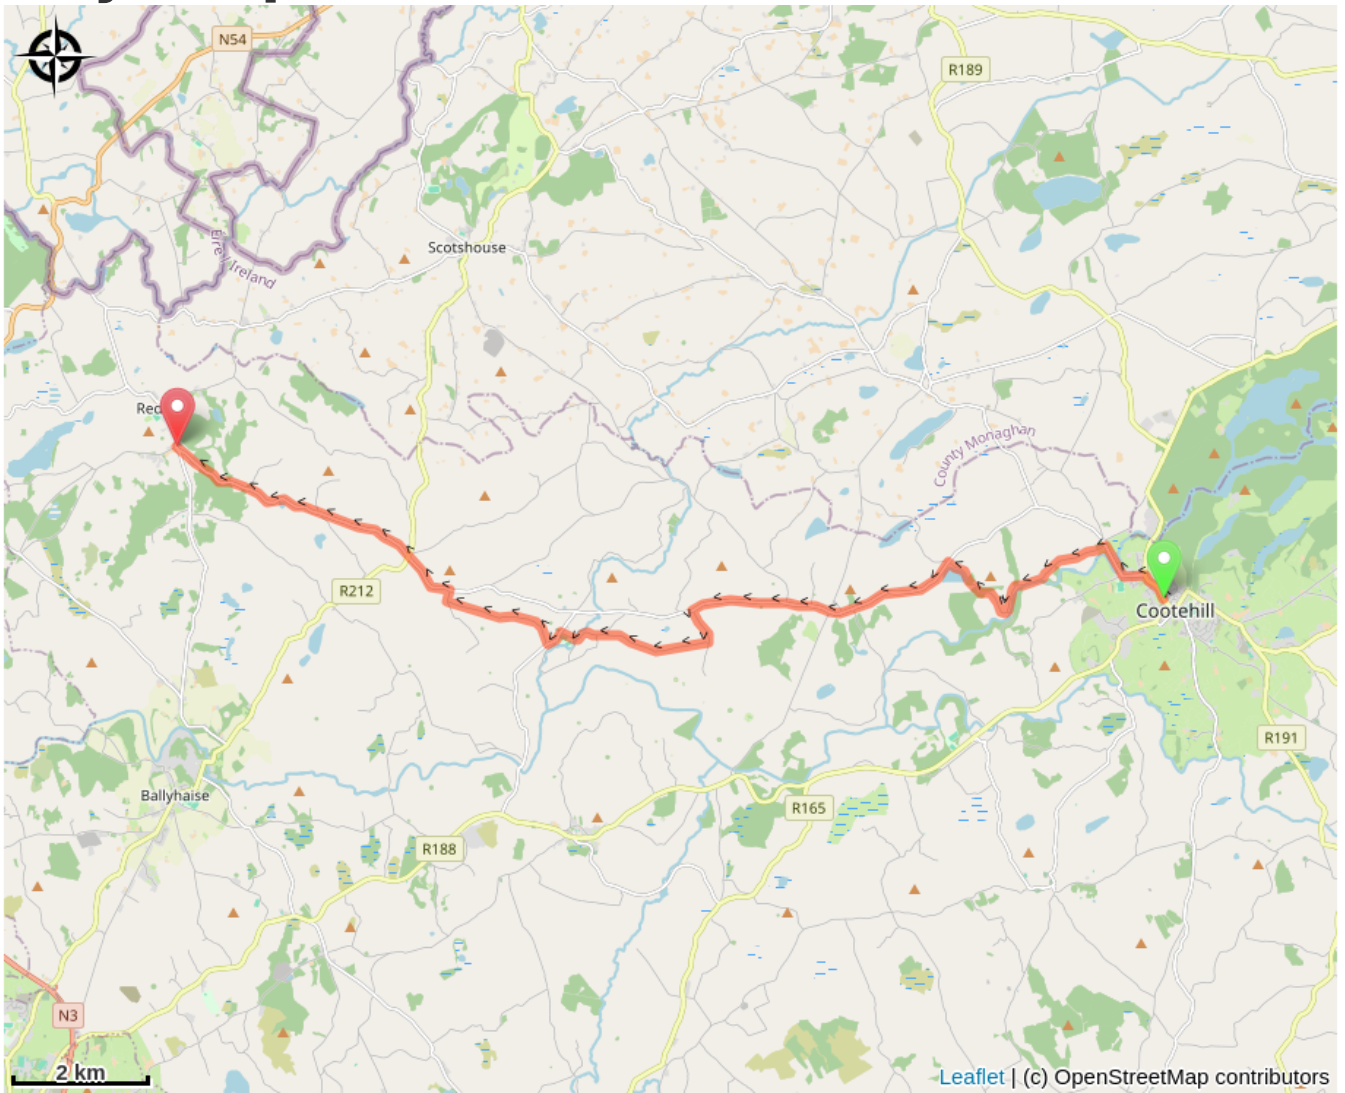 N54
R189
Scotshouse
Eire / Ireland
County Monaghan
R212
Cootehill
R191
Ballyhaise
R165
R188
N3
2 km
Leaflet | (c) OpenStreetMap contributors